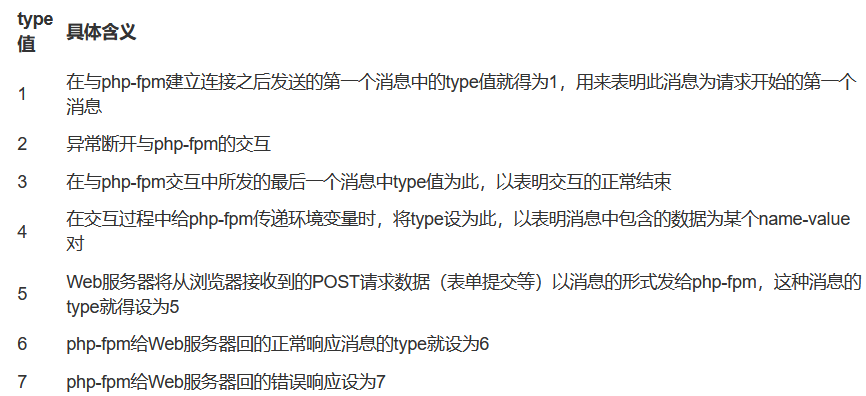 type
值
具体含义
1
在与php-fpm建立连接之后发送的第一个消息中的type值就得为1，用来表明此消息为请求开始的第一个
消息
2
异常断开与php-fpm的交互
3
在与php-fpm交互中所发的最后一个消息中type值为此，以表明交互的正常结束
4
在交互过程中给php-fpm传递环境变量时，将type设为此，以表明消息中包含的数据为某个name-value
对
5
Web服务器将从浏览器接收到的POST请求数据（表单提交等）以消息的形式发给php-fpm，这种消息的
type就得设为5
6
php-fpm给Web服务器回的正常响应消息的type就设为6
7
php-fpm给Web服务器回的错误响应设为7